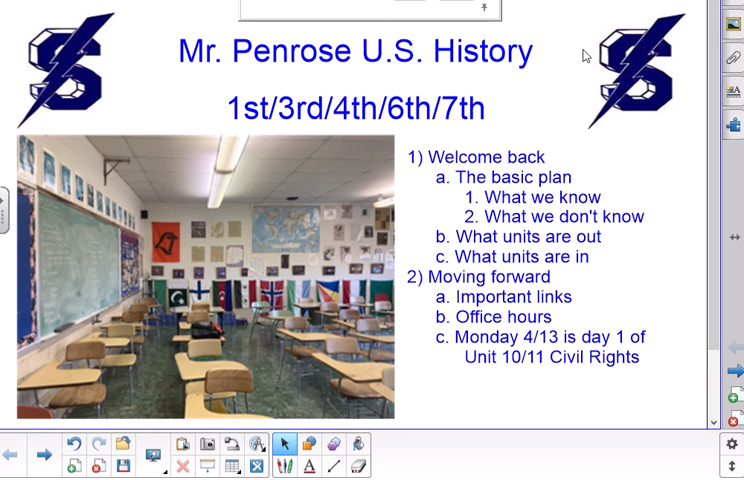 Mr. Penrose U.S. History
1st/3rd/4th/6th/7th
1) Welcome back
a. The basic plan
1. What we know
2. What we don't know
b. What units are out
c. What units are in
2) Moving forward
a. Important links
b. Office hours
c. Monday 4/13 is day 1 of
Unit 10/11 Civil Rights